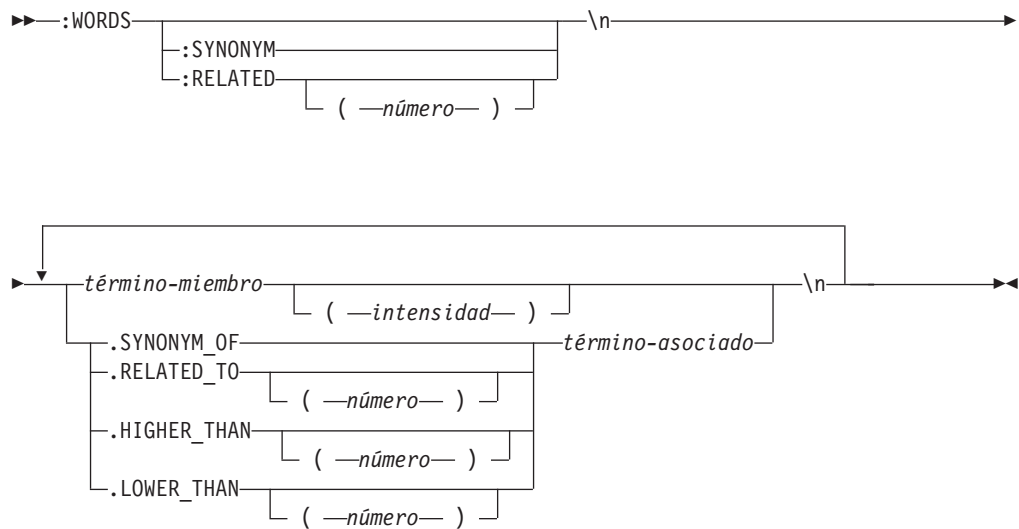 :WORDS \n
:SYNONYM
:RELATED
( número )
término-miembro \n
( intensidad )
.SYNONYM_OF término-asociado
.RELATED_TO
( número )
.HIGHER_THAN
( número )
.LOWER_THAN
( número )